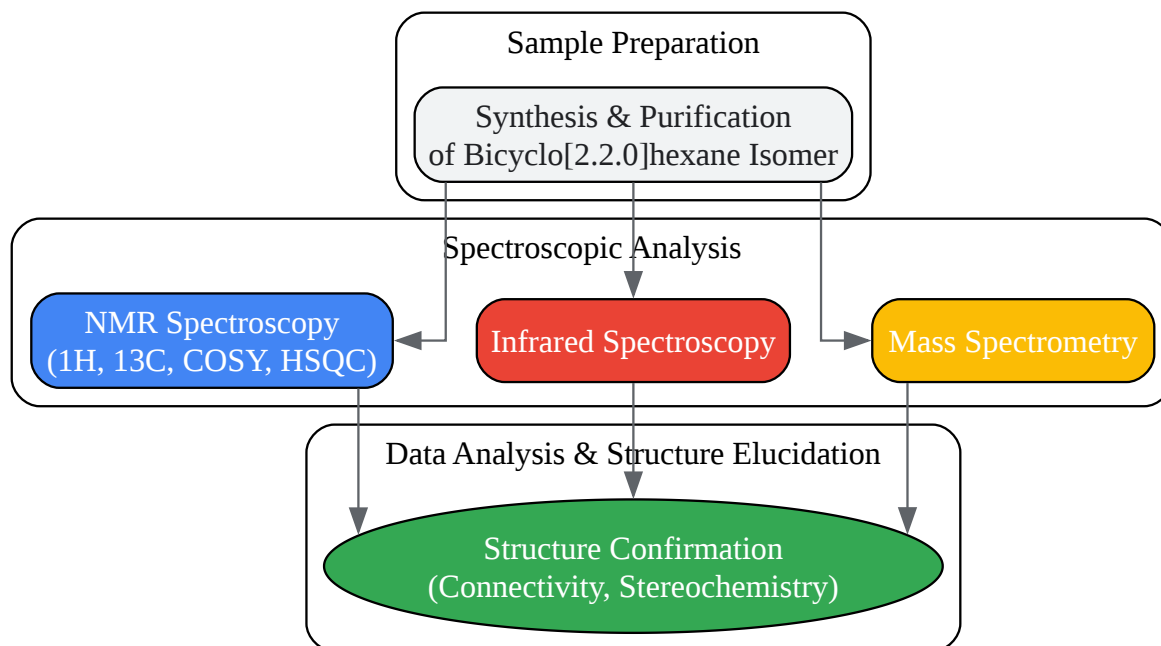 Sample Preparation
Synthesis & Purification
of Bicyclo[2.2.0]hexane Isomer
Spectroscopic Analysis
NMR Spectroscopy
(1H, 13C, COSY, HSQC)
Infrared Spectroscopy
Mass Spectrometry
Data Analysis & Structure Elucidation
Structure Confirmation
(Connectivity, Stereochemistry)